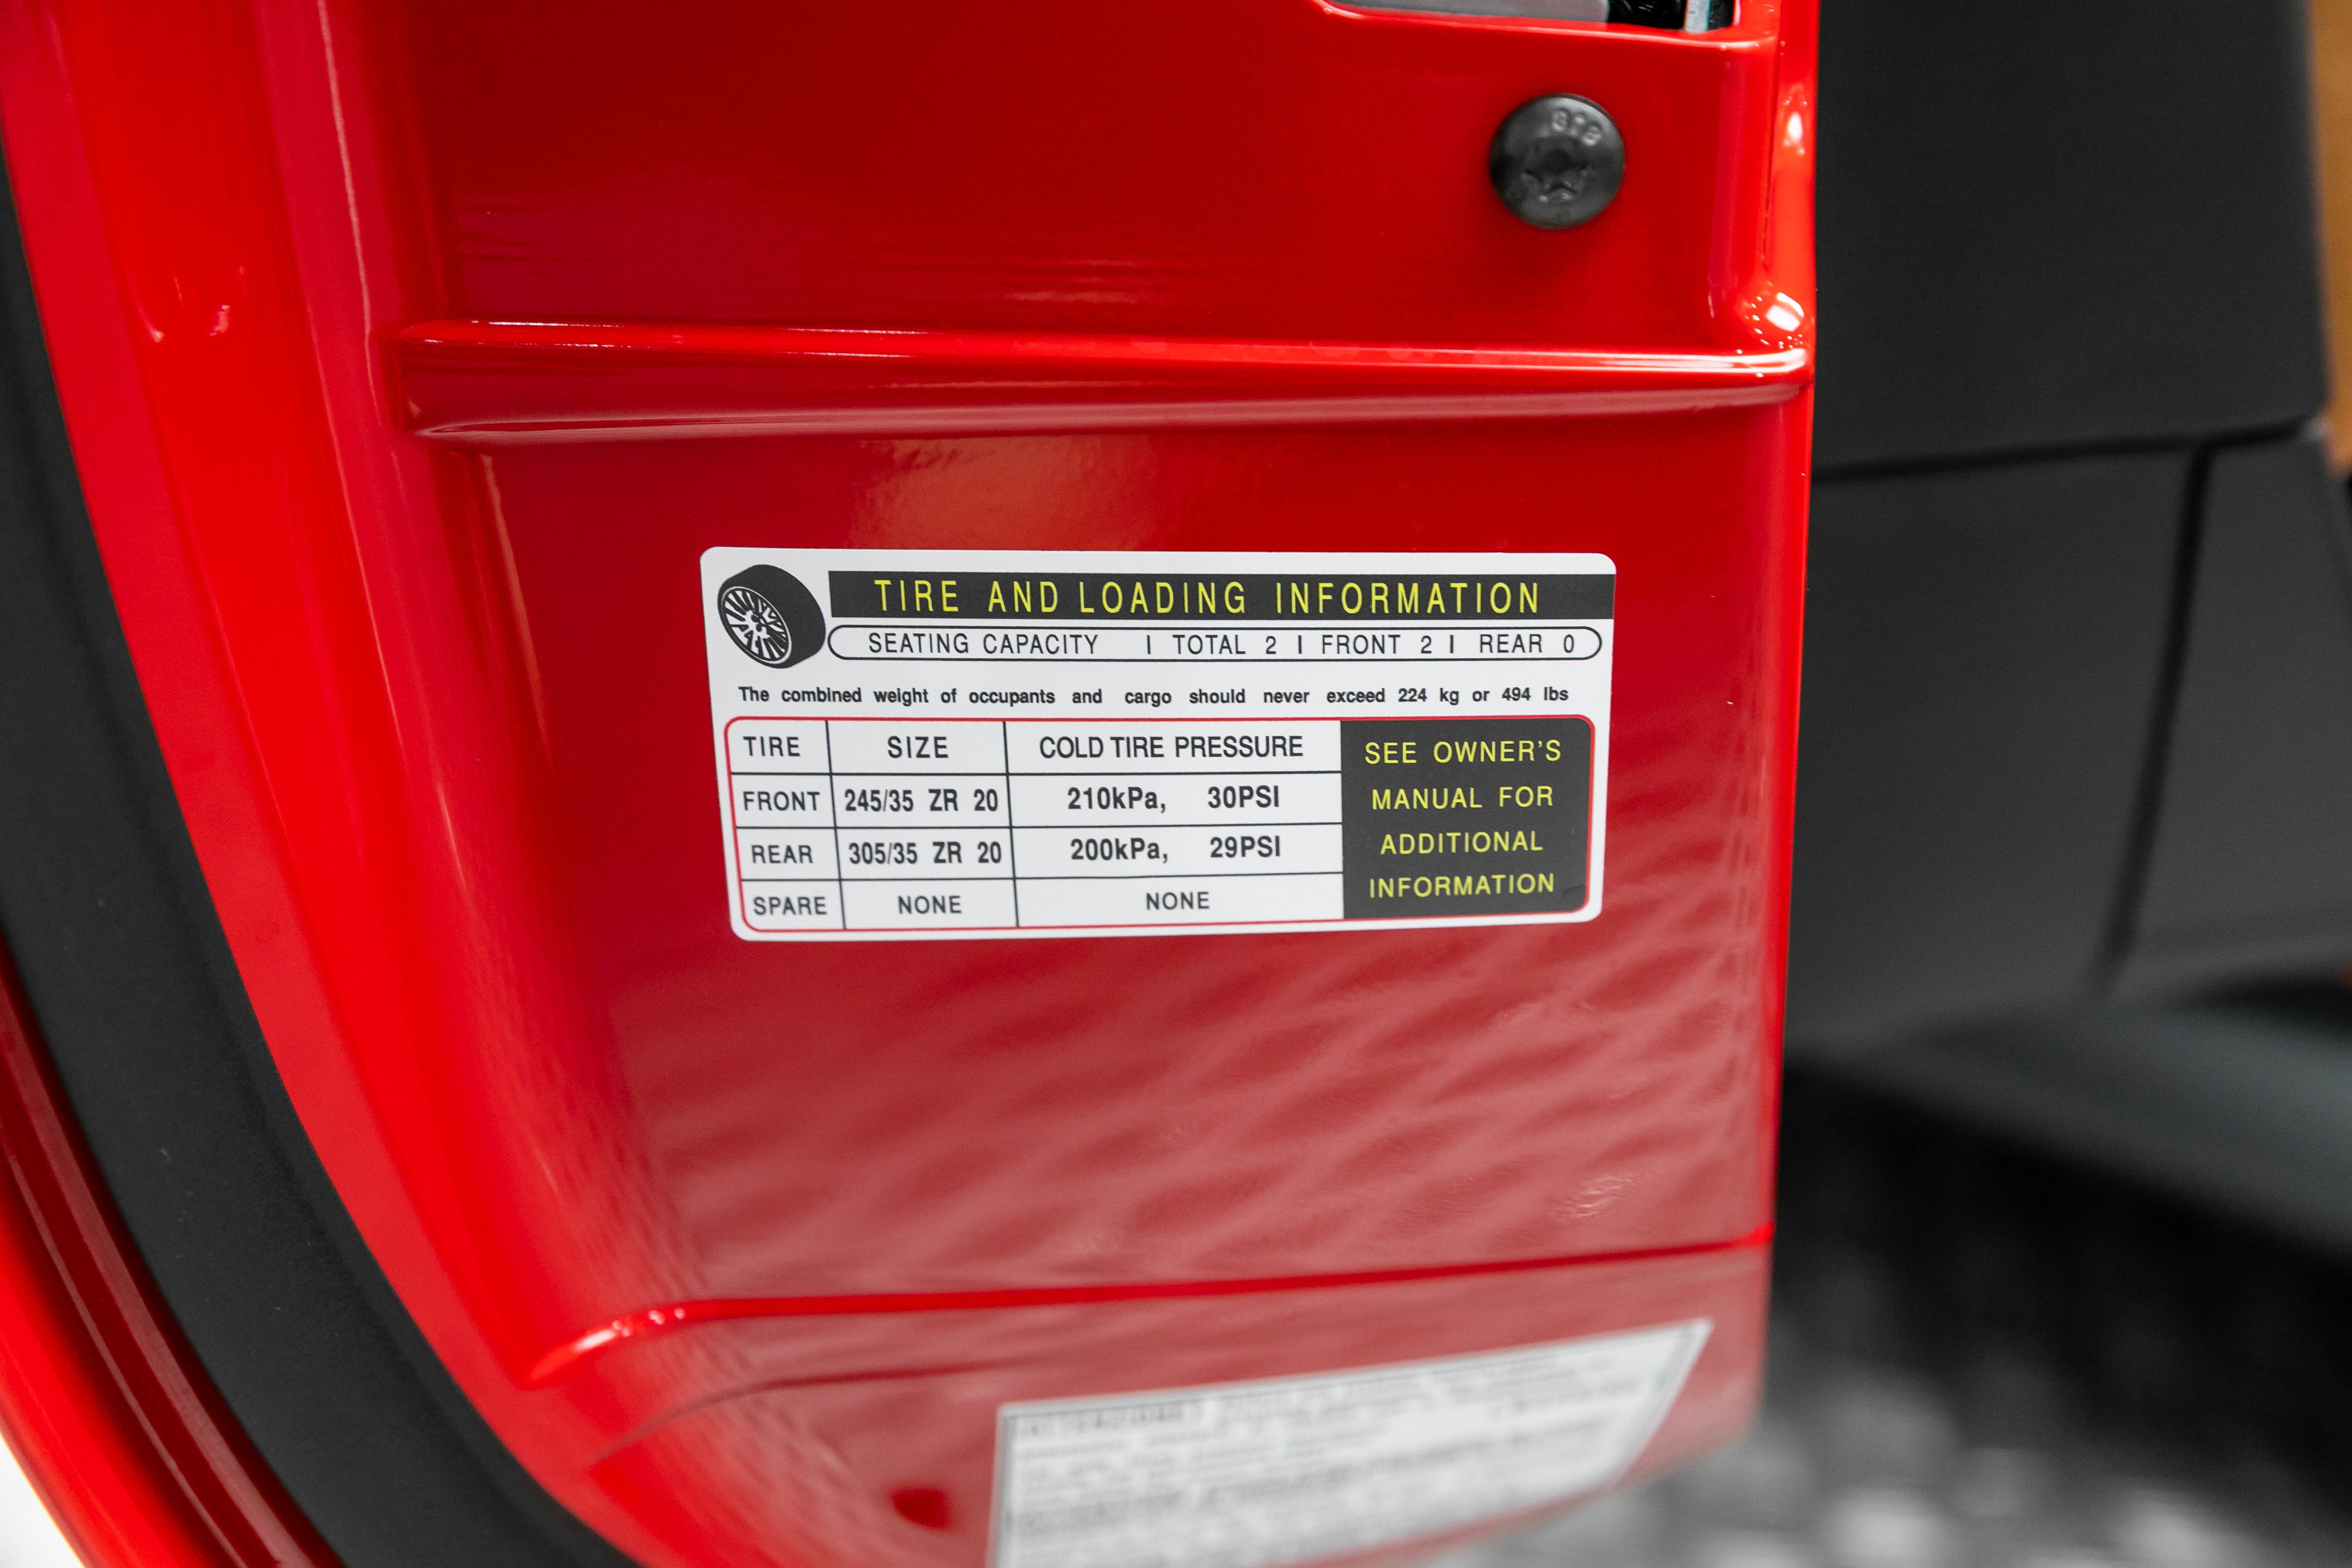 TIRE AND LOADING INFORMATION
SEATING CAPACITY | TOTAL 2 | FRONT 2 | REAR 0
The combined weight of occupants and cargo should never exceed 224 kg or 494 lbs
TIRE SIZE COLD TIRE PRESSURE
FRONT 245/35 ZR 20 210kPa, 30PSI
REAR 305/35 ZR 20 200kPa, 29PSI
SPARE NONE NONE
SEE OWNER'S
MANUAL FOR
ADDITIONAL
INFORMATION